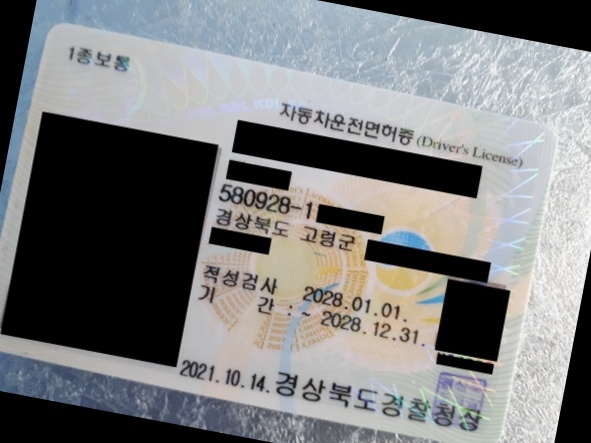 1종보통
자동차운전면허증 (Driver's License)
580928-1
경상북도 고령군
적성검사 2028.01.01.
기 간 : ~ 2028.12.31.
2021.10.14. 경상북도경찰청장